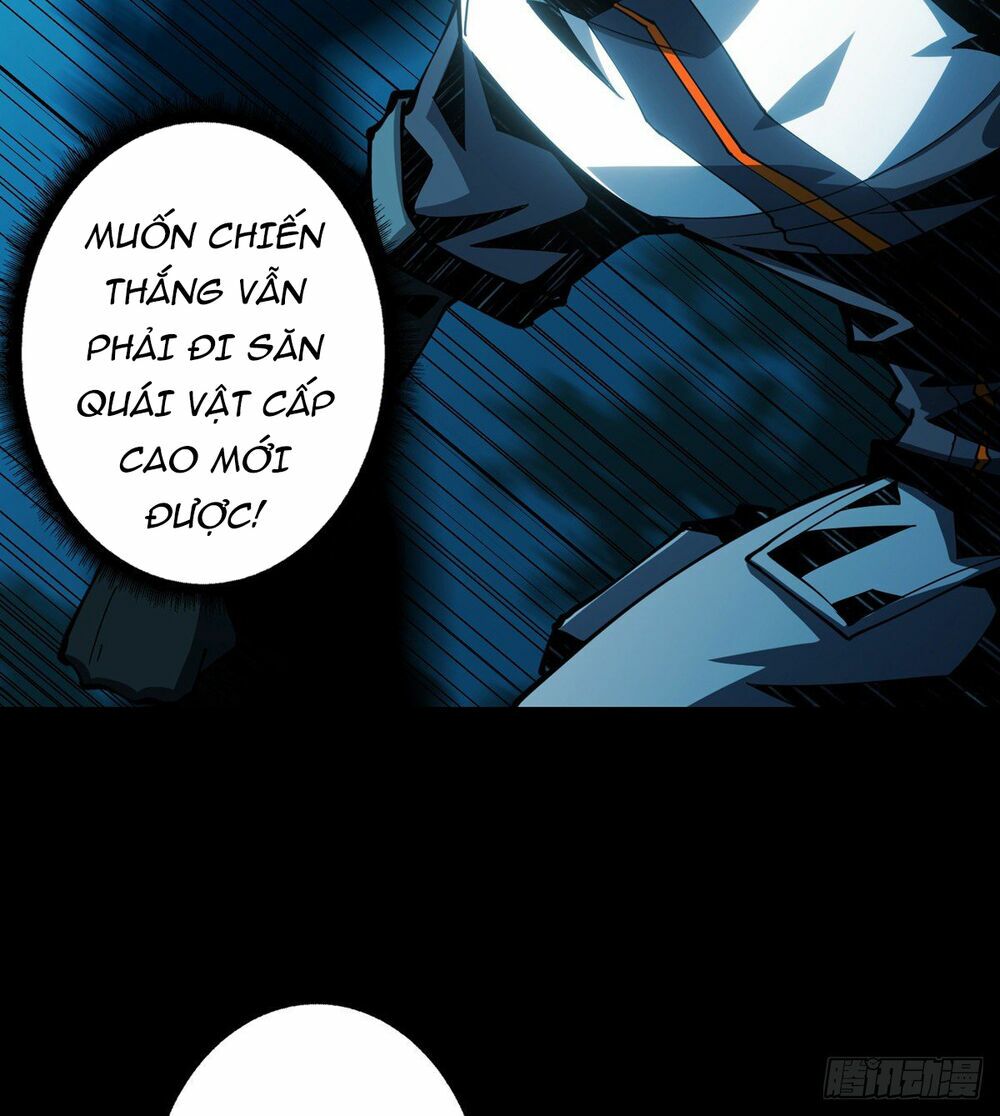 MUỐN CHIẾN
THẮNG VẪN
PHẢI ĐI SĂN
QUÁI VẬT CẤP
CAO MỚI
ĐƯỢC!
腾讯动漫